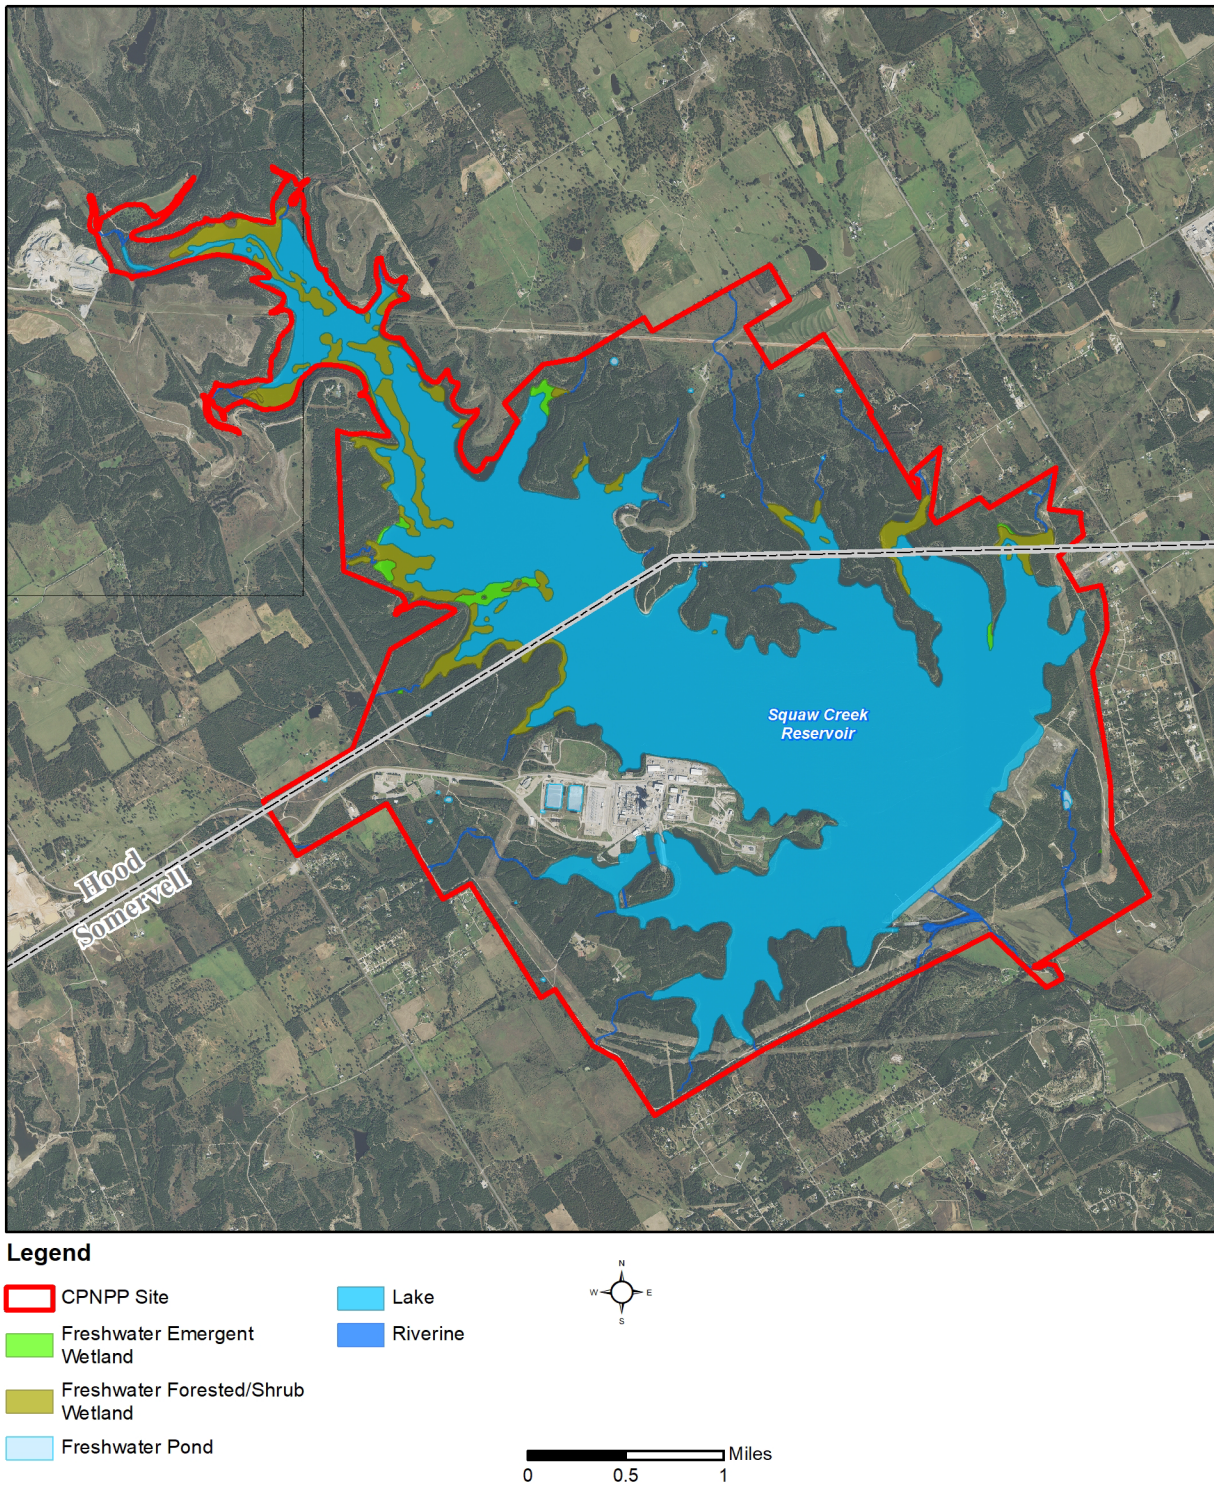 Squaw Creek
Reservoir
Hood
Somervell
Legend
CPNPP Site
Freshwater Emergent
Wetland
Freshwater Forested/Shrub
Wetland
Freshwater Pond
Lake
Riverine
N
W E
S
Miles
0 0.5 1